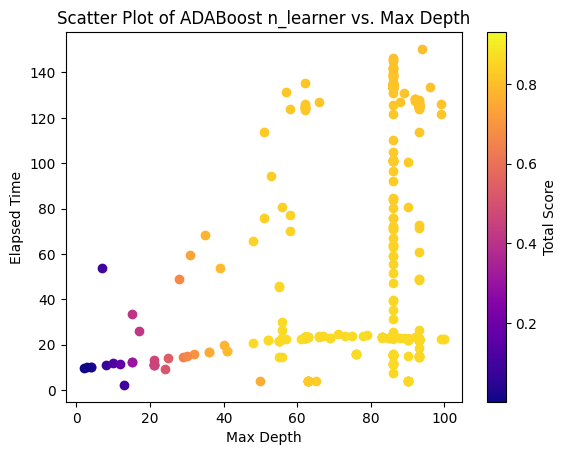 Scatter Plot of ADABoost n_learner vs. Max Depth
Elapsed Time
140
120
100
80
60
40
20
0
0 20 40 60 80 100
Max Depth
0.8
0.6
0.4
0.2
Total Score